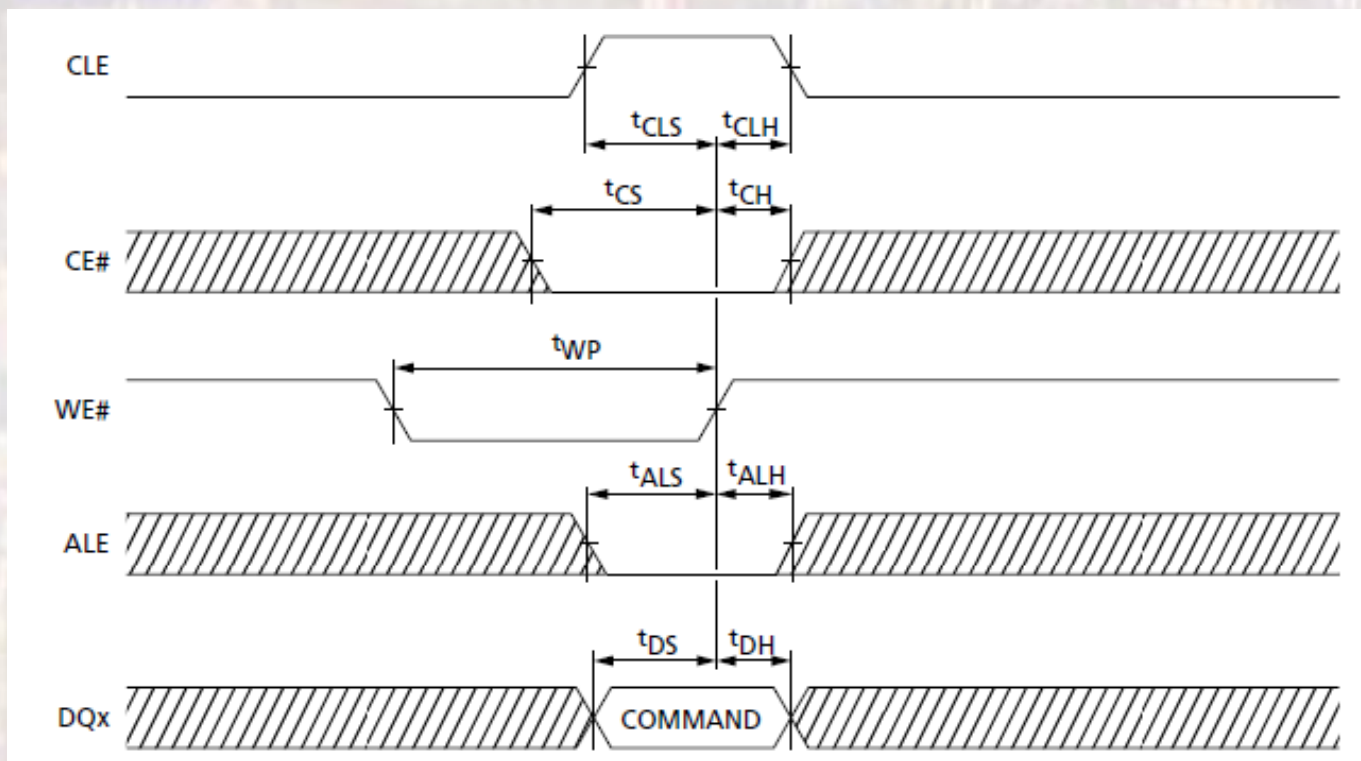 CLE
tCLS tCLH
tCS tCH
CE#
tWP
WE#
tALS tALH
ALE
tDS tDH
DQx COMMAND